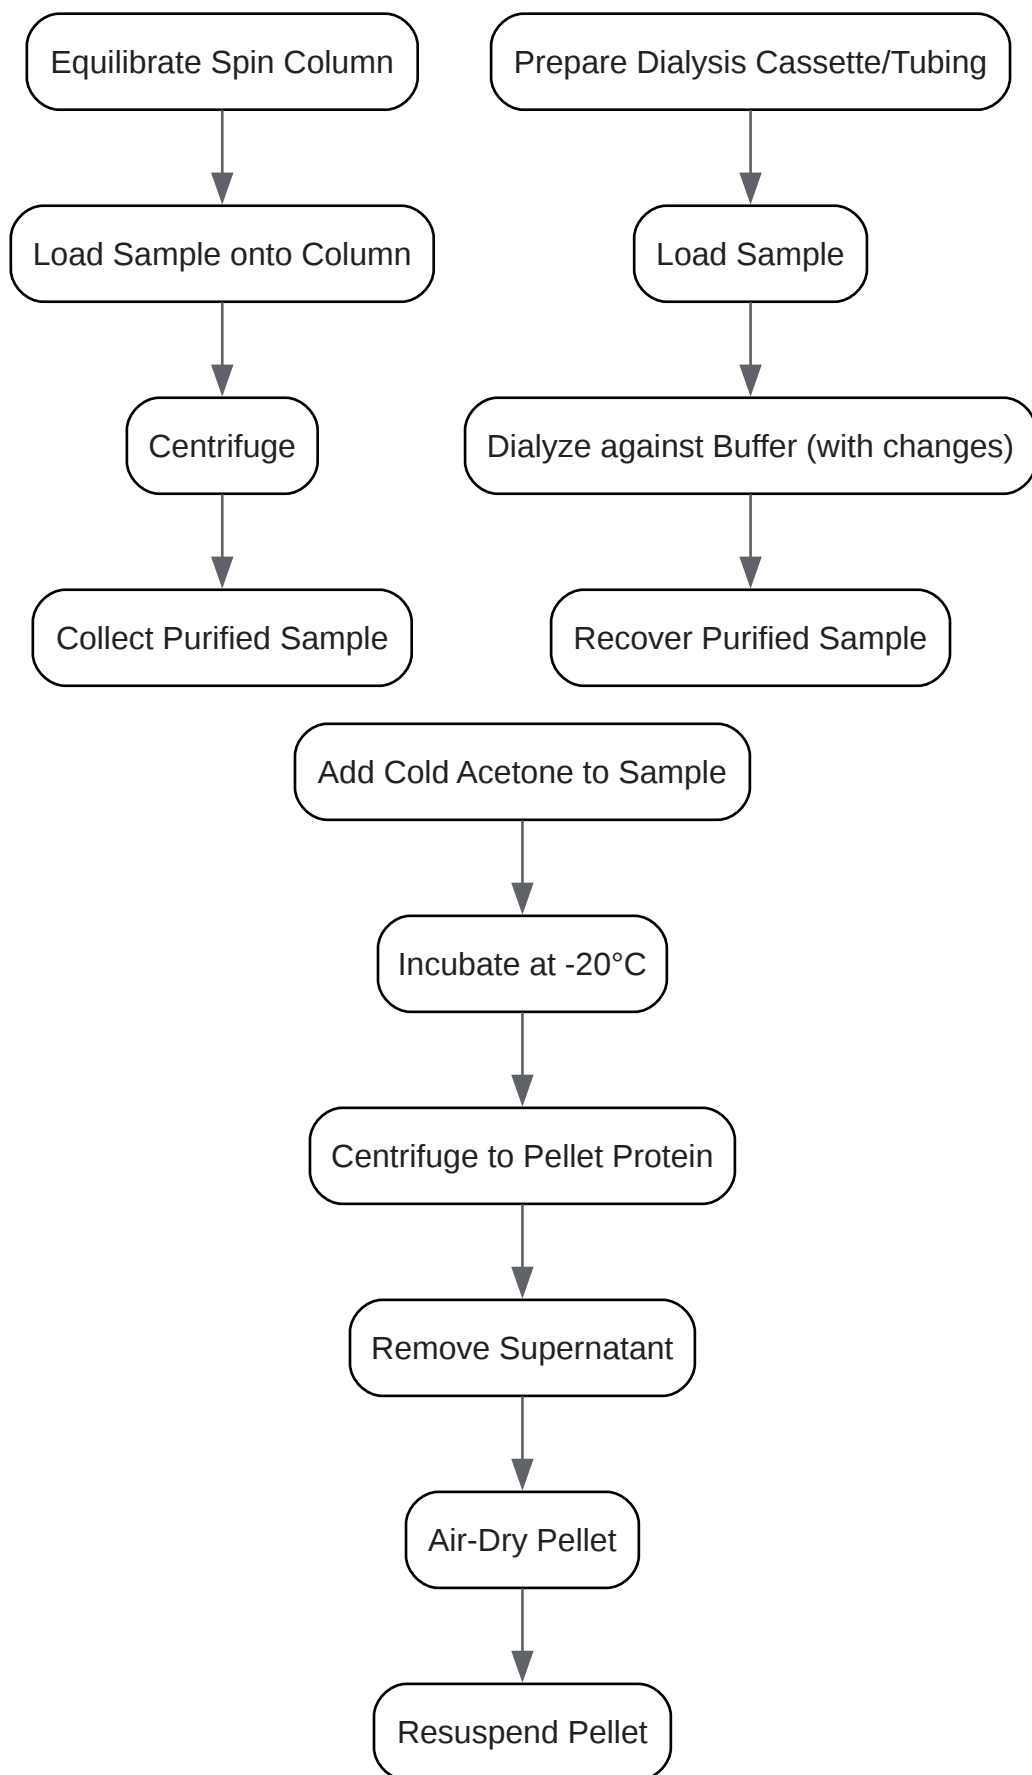 Equilibrate Spin Column
Load Sample onto Column
Centrifuge
Collect Purified Sample
Prepare Dialysis Cassette/Tubing
Load Sample
Dialyze against Buffer (with changes)
Recover Purified Sample
Add Cold Acetone to Sample
Incubate at -20°C
Centrifuge to Pellet Protein
Remove Supernatant
Air-Dry Pellet
Resuspend Pellet